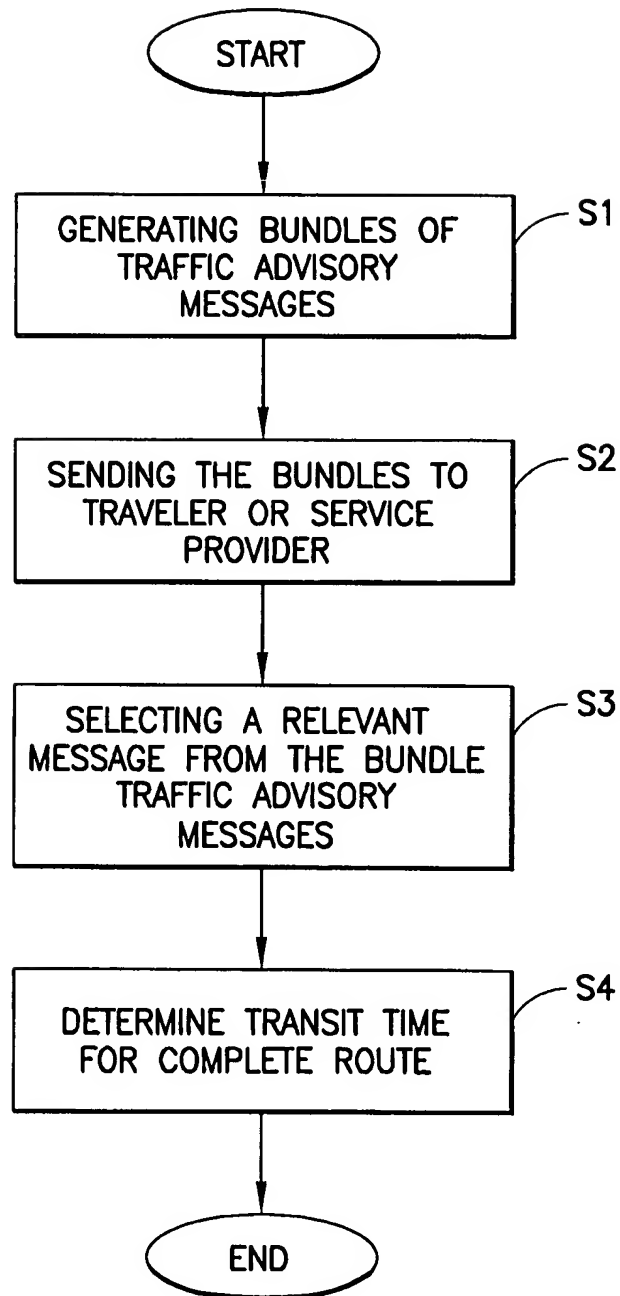 START
GENERATING BUNDLES OF
TRAFFIC ADVISORY
MESSAGES
S1
SENDING THE BUNDLES TO
TRAVELER OR SERVICE
PROVIDER
S2
SELECTING A RELEVANT
MESSAGE FROM THE BUNDLE
TRAFFIC ADVISORY
MESSAGES
S3
DETERMINE TRANSIT TIME
FOR COMPLETE ROUTE
S4
END